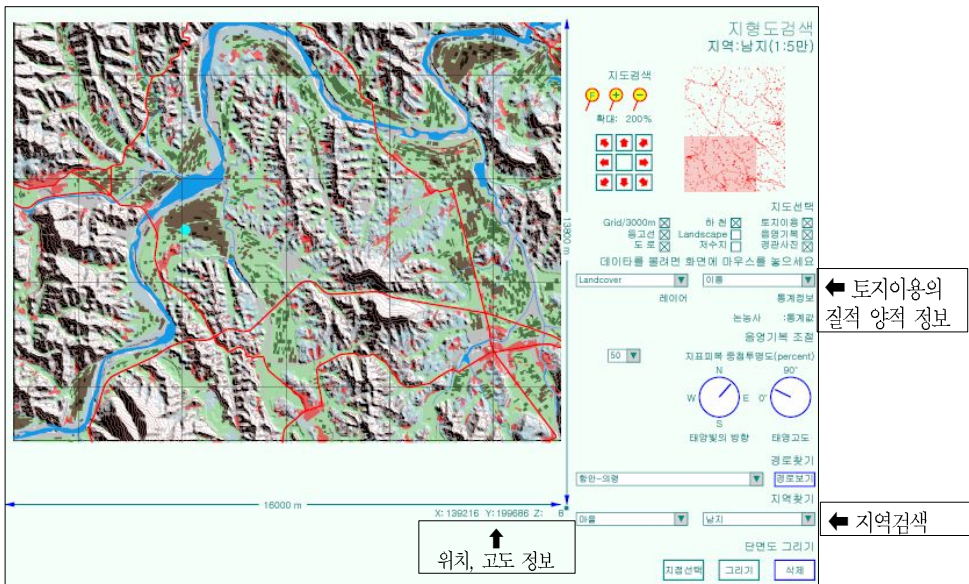 지형도검색
지역:남지(1:5만)
지도검색
F + -
확대: 200%
지도선택
Grid/3000m 하 천 토지이용
등고선 Landscape 음영기복
도 로 저수지 경관사진
데이타를 볼려면 화면에 마우스를 놓으세요
Landcover 이름
레이어 통계정보
논농사 :통계값
음영기복 조절
50 지표피복 중첩투명도(percent)
N 90°
W E 0°
S
태양빛의 방향 태양고도
경로찾기
함안-의령 경로보기
지역찾기
마을 남지
단면도 그리기
지점선택 그리기 삭제
13800 m
16000 m
X: 139216 Y: 199686 Z: 8
위치, 고도 정보
토지이용의
질적 양적 정보
지역검색